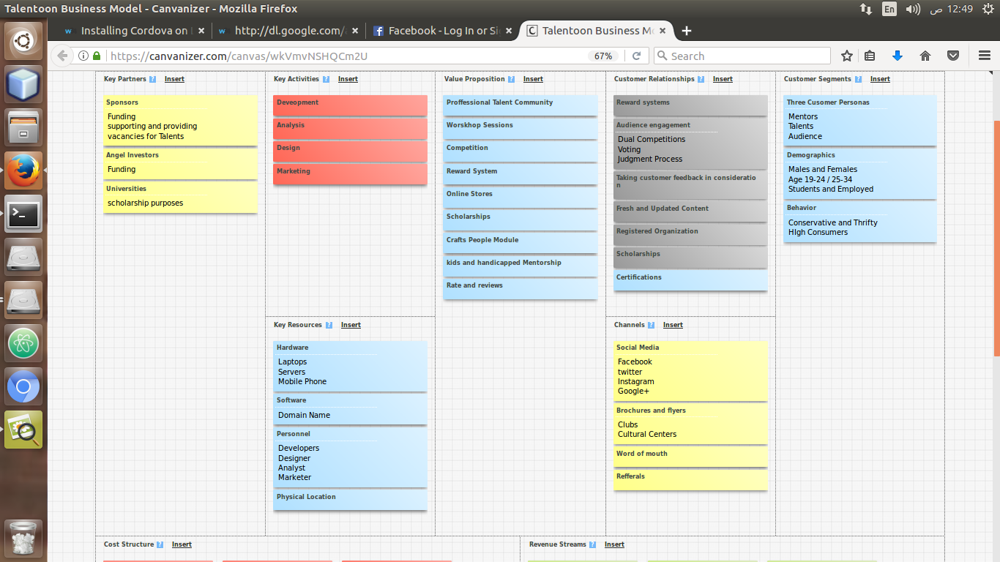 Talentoon Business Model - Canvanizer - Mozilla Firefox
En
ص 12:49
Installing Cordova on
http://dl.google.com/
Facebook - Log In or Si
Talentoon Business Mo
https://canvanizer.com/canvas/wkVmvNSHQCm2U
67%
Search
Key Partners ? Insert
Sponsors
Funding
supporting and providing
vacancies for Talents
Angel Investors
Funding
Universities
scholarship purposes
Key Activities ? Insert
Deveopment
Analysis
Design
Marketing
Key Resources ? Insert
Hardware
Laptops
Servers
Mobile Phone
Software
Domain Name
Personnel
Developers
Designer
Analyst
Marketer
Physical Location
Value Proposition ? Insert
Proffessional Talent Community
Worskhop Sessions
Competition
Reward System
Online Stores
Scholarships
Crafts People Module
kids and handicapped Mentorship
Rate and reviews
Customer Relationships ? Insert
Reward systems
Audience engagement
Dual Competitions
Voting
Judgment Process
Taking customer feedback in consideratio
n
Fresh and Updated Content
Registered Organization
Scholarships
Certifications
Channels ? Insert
Social Media
Facebook
twitter
Instagram
Google+
Brochures and flyers
Clubs
Cultural Centers
Word of mouth
Refferals
Customer Segments ? Insert
Three Cusomer Personas
Mentors
Talents
Audience
Demographics
Males and Females
Age 19-24 / 25-34
Students and Employed
Behavior
Conservative and Thrifty
HIgh Consumers
Cost Structure ? Insert
Revenue Streams ? Insert